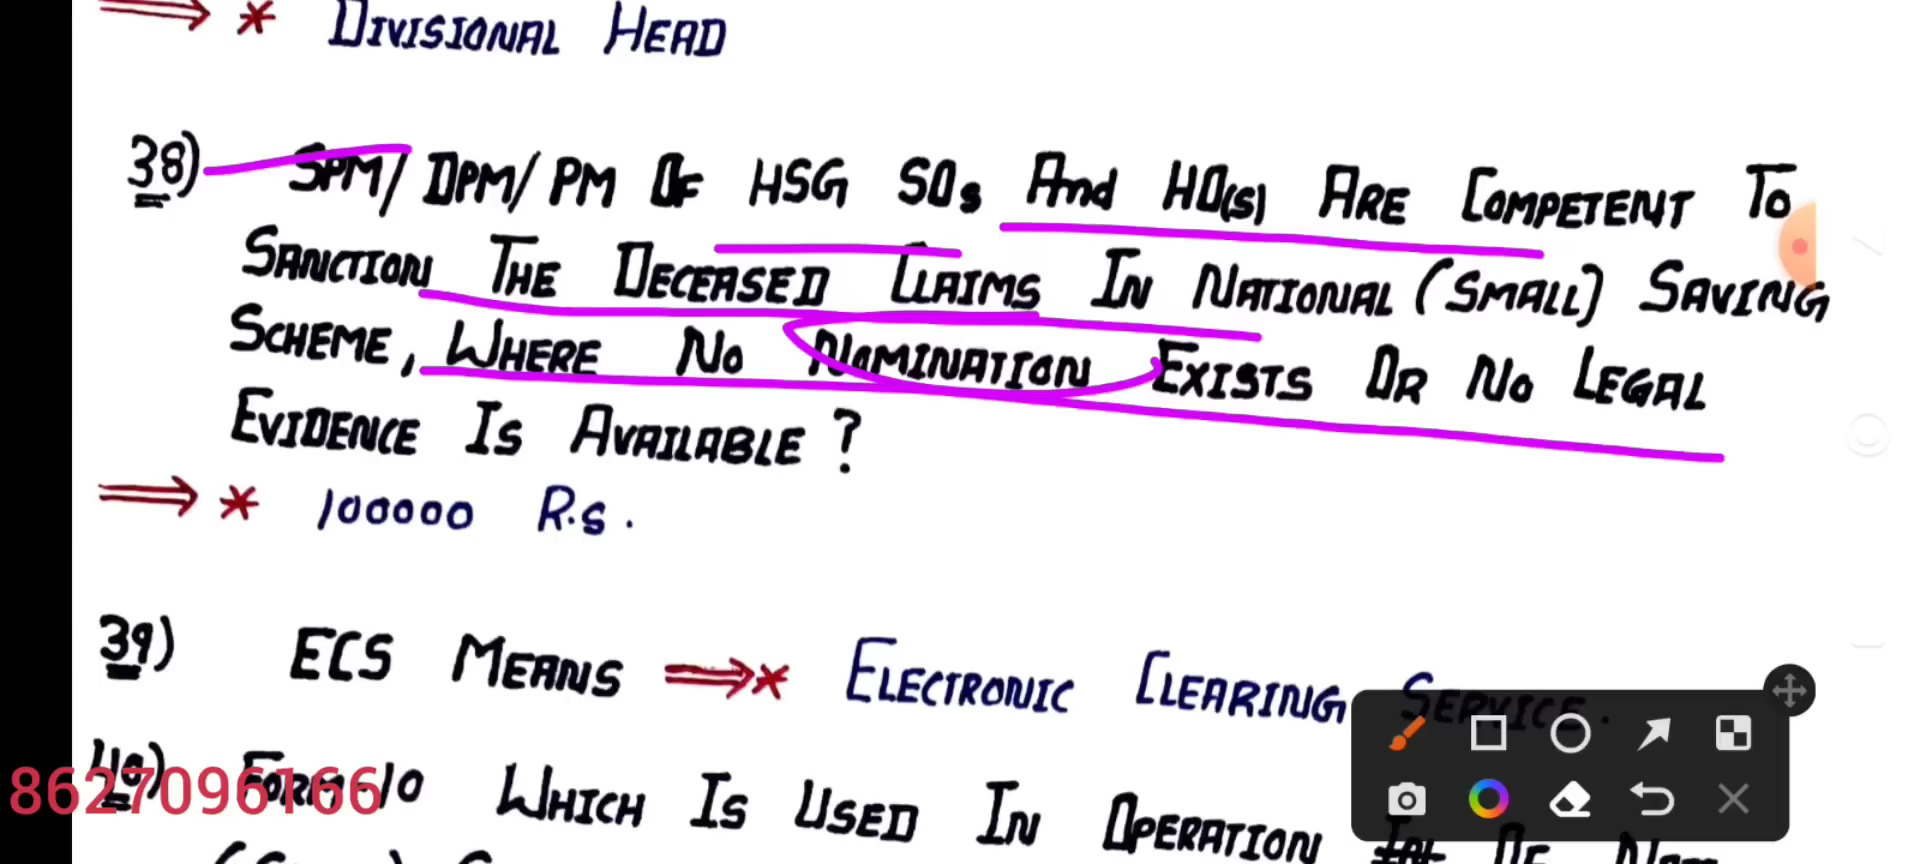 * DIVISIONAL HEAD
38) SPM/ DPM/ PM OF HSG SOs And HO(s) ARE COMPETENT TO
SANCTION THE DECEASED CLAIMS IN NATIONAL (SMALL) SAVING
SCHEME, WHERE NO NOMINATION EXISTS OR NO LEGAL
EVIDENCE IS AVAILABLE ?
* 100000 R.s .
39) ECS MEANS * ELECTRONIC CLEARING SERVICE.
40) FORM-10 WHICH IS USED IN OPERATION OF
8627096166